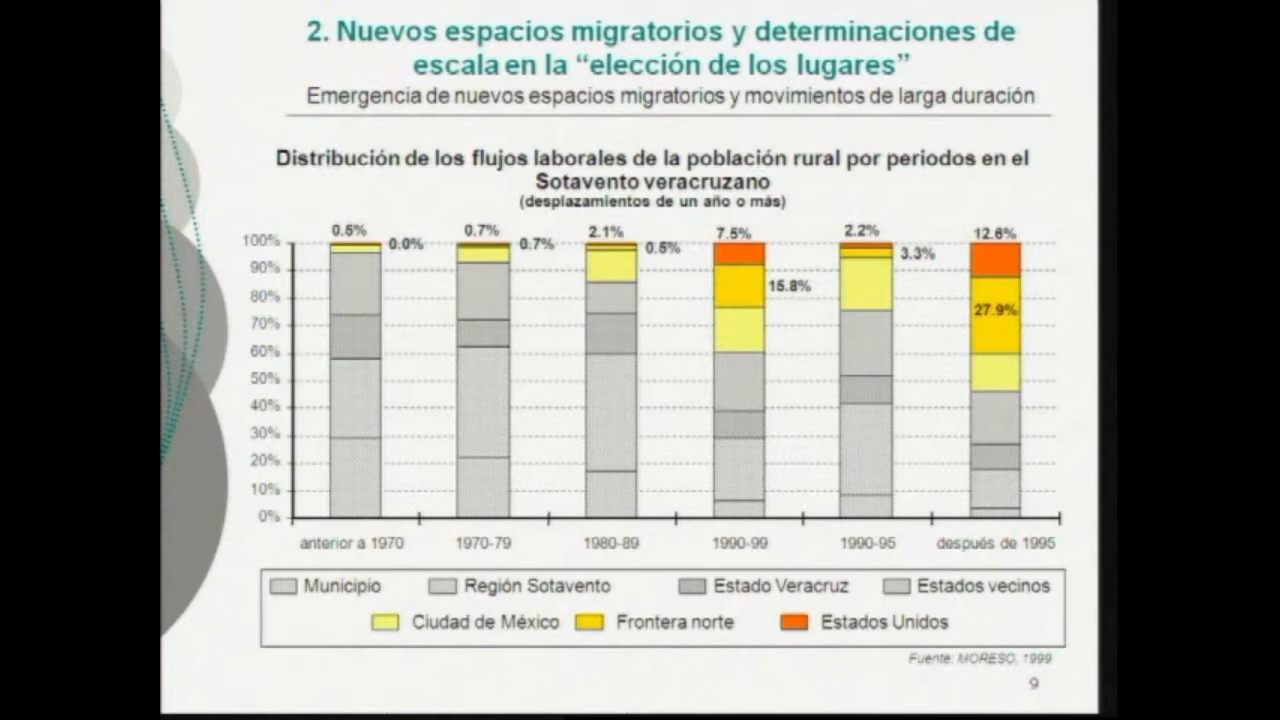 2. Nuevos espacios migratorios y determinaciones de
escala en la “elección de los lugares”
Emergencia de nuevos espacios migratorios y movimientos de larga duración
Distribución de los flujos laborales de la población rural por periodos en el
Sotavento veracruzano
(desplazamientos de un año o más)
0.5% 0.7% 2.1% 7.5% 2.2% 12.6%
100% 0.0% 0.7% 0.5% 3.3%
90%
15.8%
80%
27.9%
70%
60%
50%
40%
30%
20%
10%
0%
anterior a 1970 1970-79 1980-89 1990-99 1990-95 después de 1995
Municipio Región Sotavento Estado Veracruz Estados vecinos
Ciudad de México Frontera norte Estados Unidos
Fuente: MORESO, 1999
9